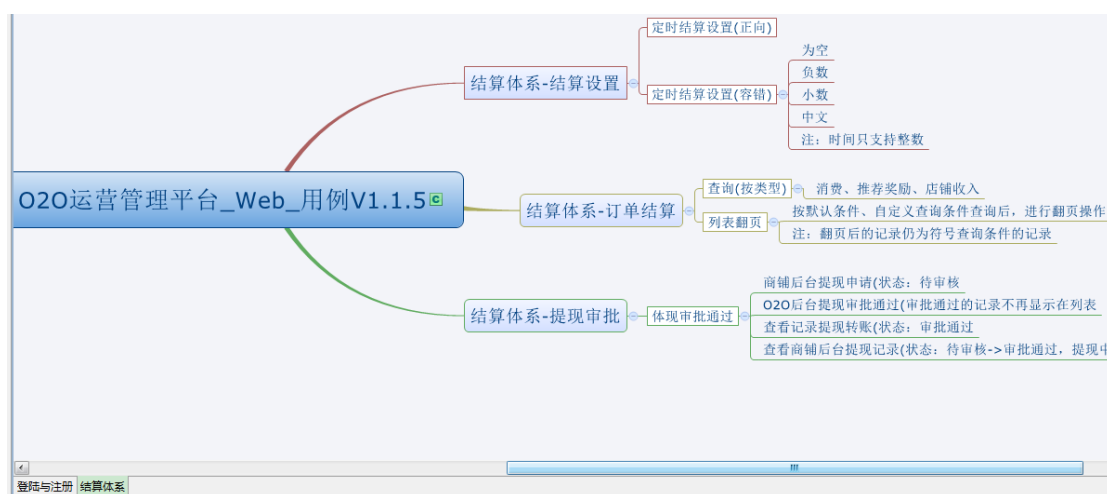 定时结算设置(正向)
为空
负数
结算体系-结算设置
定时结算设置(容错)
小数
中文
注：时间只支持整数
O2O运营管理平台_Web_用例V1.1.5
查询(按类型)
消费、推荐奖励、店铺收入
结算体系-订单结算
列表翻页
按默认条件、自定义查询条件查询后，进行翻页操作
注：翻页后的记录仍为符号查询条件的记录
商铺后台提现申请(状态：待审核
O2O后台提现审批通过(审批通过的记录不再显示在列表
结算体系-提现审批
体现审批通过
查看记录提现转账(状态：审批通过
查看商铺后台提现记录(状态：待审核->审批通过，提现中
登陆与注册
结算体系